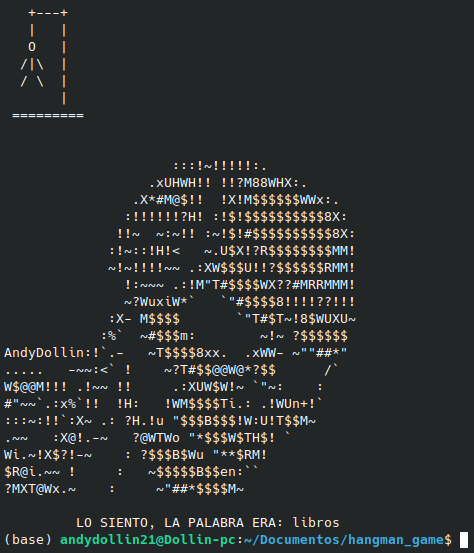 +---+
   |   |
   O   |
  /|\  |
  / \  |
       |
 =========
                     :::!~!!!!!:.
                  .xUHWH!! !!?M88WHX:.
                .X*#M@$!!  !X!M$$$$$$WWx:.
               :!!!!!!?H! :!$!$$$$$$$$$$8X:
              !!~  ~:~!! :~!$!#$$$$$$$$$$8X:
             :!~::!H!<   ~.U$X!?R$$$$$$$$MM!
             ~!~!!!!~~ .:XW$$$U!!?$$$$$$RMM!
               !:~~~ .:!M"T#$$$$WX??#MRRMMM!
               ~?WuxiW*`   `"#$$$$8!!!!??!!!
             :X- M$$$$       `"T#$T~!8$WUXU~
            :%`  ~#$$$m:        ~!~ ?$$$$$$
AndyDollin:!`.-   ~T$$$$8xx.  .xWW- ~""##*"
.....   -~~:<` !    ~?T#$$@@W@*?$$      /`
W$@@M!!! .!~~ !!     .:XUW$W!~ `"~:    :
#"~~`.:x%`!!  !H:   !WM$$$$Ti.: .!WUn+!`
:::~:!!`:X~ .: ?H.!u "$$$B$$$!W:U!T$$M~
.~~   :X@!.-~   ?@WTWo "*$$$W$TH$! `
Wi.~!X$?!-~    : ?$$$B$Wu "**$RM!
$R@i.~~ !     :   ~$$$$$B$$en:``
?MXT@Wx.~    :     ~"##*$$$$M~
         LO SIENTO, LA PALABRA ERA: libros
(base) andydollin21@Dollin-pc:~/Documentos/hangman_game$